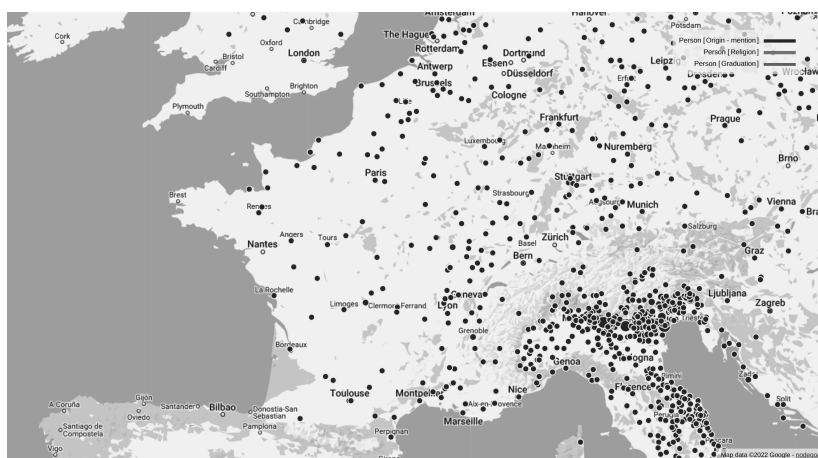 Amsterdam
Hanover
Cork
Cambridge
Potsdam
The Hague
Rotterdam
Person [Origin - mention]
Oxford
London
Dortmund
Person [Religion]
Bristol
Cardiff
Essen
Leipzig
Person [Graduation]
Antwerp
Düsseldorf
Dresden
Wrocław
Brussels
Erfurt
Southampton
Brighton
Cologne
Lille
Plymouth
Frankfurt
Prague
Luxembourg
Mannheim
Nuremberg
Brno
Paris
Stuttgart
Brest
Strasbourg
Rennes
Augsburg
Munich
Vienna
Angers
Tours
Salzburg
Nantes
Basel
Zürich
Graz
Bern
La Rochelle
Geneva
Ljubljana
Limoges
Clermont-Ferrand
Lyon
Zagreb
Trieste
Grenoble
Bordeaux
Genoa
Bologna
Rimini
Zadar
Toulouse
Montpellier
Nice
Florence
Gijón
A Coruña
Santander
Bilbao
Donostia-San
Sebastian
Aix-en-Provence
Split
Oviedo
Marseille
Perugia
Santiago de
Compostela
Pamplona
Perpignan
Vigo
Map data ©2022 Google - nodegoat